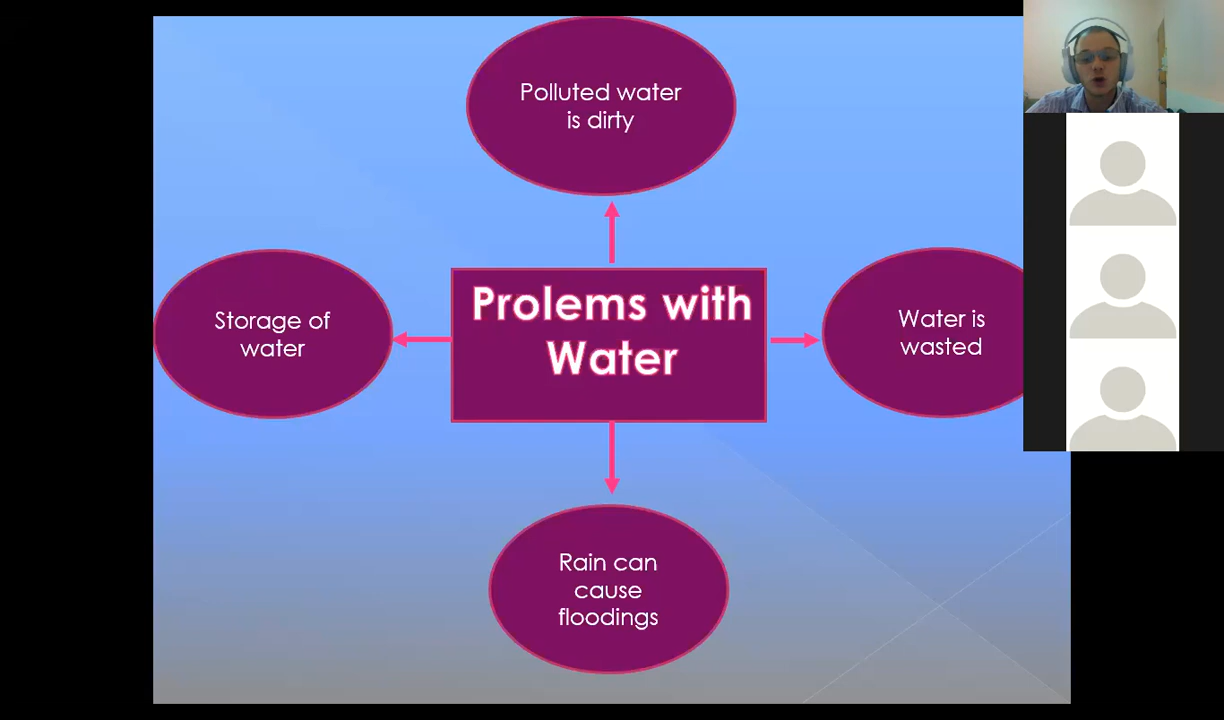 Polluted water
is dirty
Storage of
water
Prolems with
Water
Water is
wasted
Rain can
cause
floodings